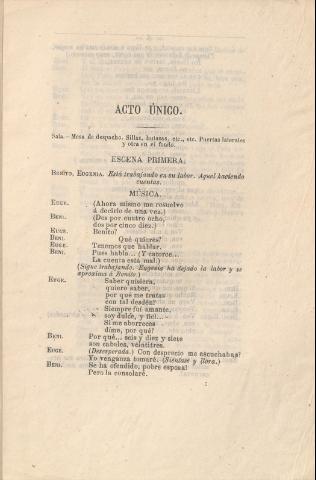 ACTO ÚNICO.
Sala.—Mesa de despacho. Sillas, butacas, etc., etc. Puertas laterales
y otra en el fondo.
ESCENA PRIMERA.
BENITO, EUGENIA. Está trabajando en su labor. Aquel haciendo
cuentas.
MÚSICA.
EUGE. (Ahora mismo me resuelvo
á decirlo de una vez.)
BENI. (Dos por cuatro ocho,
dos por cinco diez.)
EUGE. Benito?
BENI. Qué quieres?
EUGE. Tenemos que hablar.
BENI. Pues habla... (Y catorce...
La cuenta está mal.)
(Sigue trabajando. Eugenia ha dejado la labor y se
aproxima á Benito.)
EUGE. Saber quisiera,
quiero saber,
por qué me tratas
con tal desdén?
Siempre fuí amante,
soy dulce, y fiel...
Si me aborreces
dime, por qué?
BENI. Por qué... seis y diez y siete
son cabales, veintitres.
EUGE. (Desesperada.) Con desprecio me escuchabas?
Yo venganza tomaré. (Siéntase y llora.)
BENI. Se ha ofendido, pobre esposa!
Pero la consolaré.